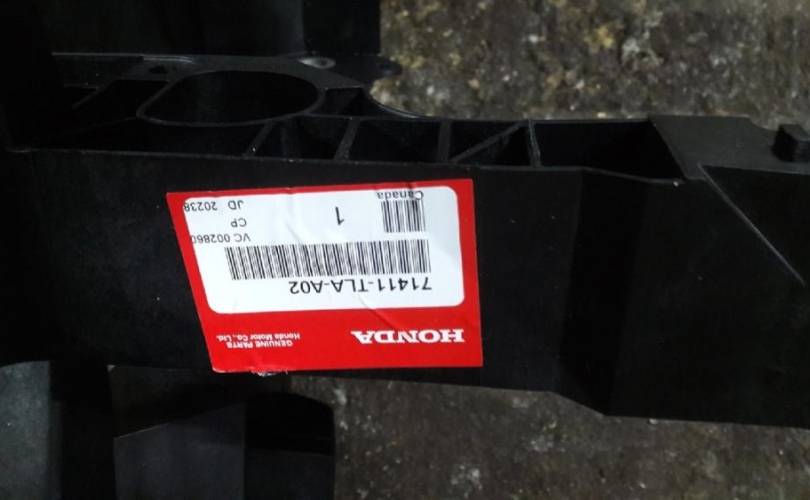 HONDA
GENUINE PARTS
Honda Motor Co., Ltd.
71411-TLA-A02
VC 002860
CP
JD 20238
1
Canada